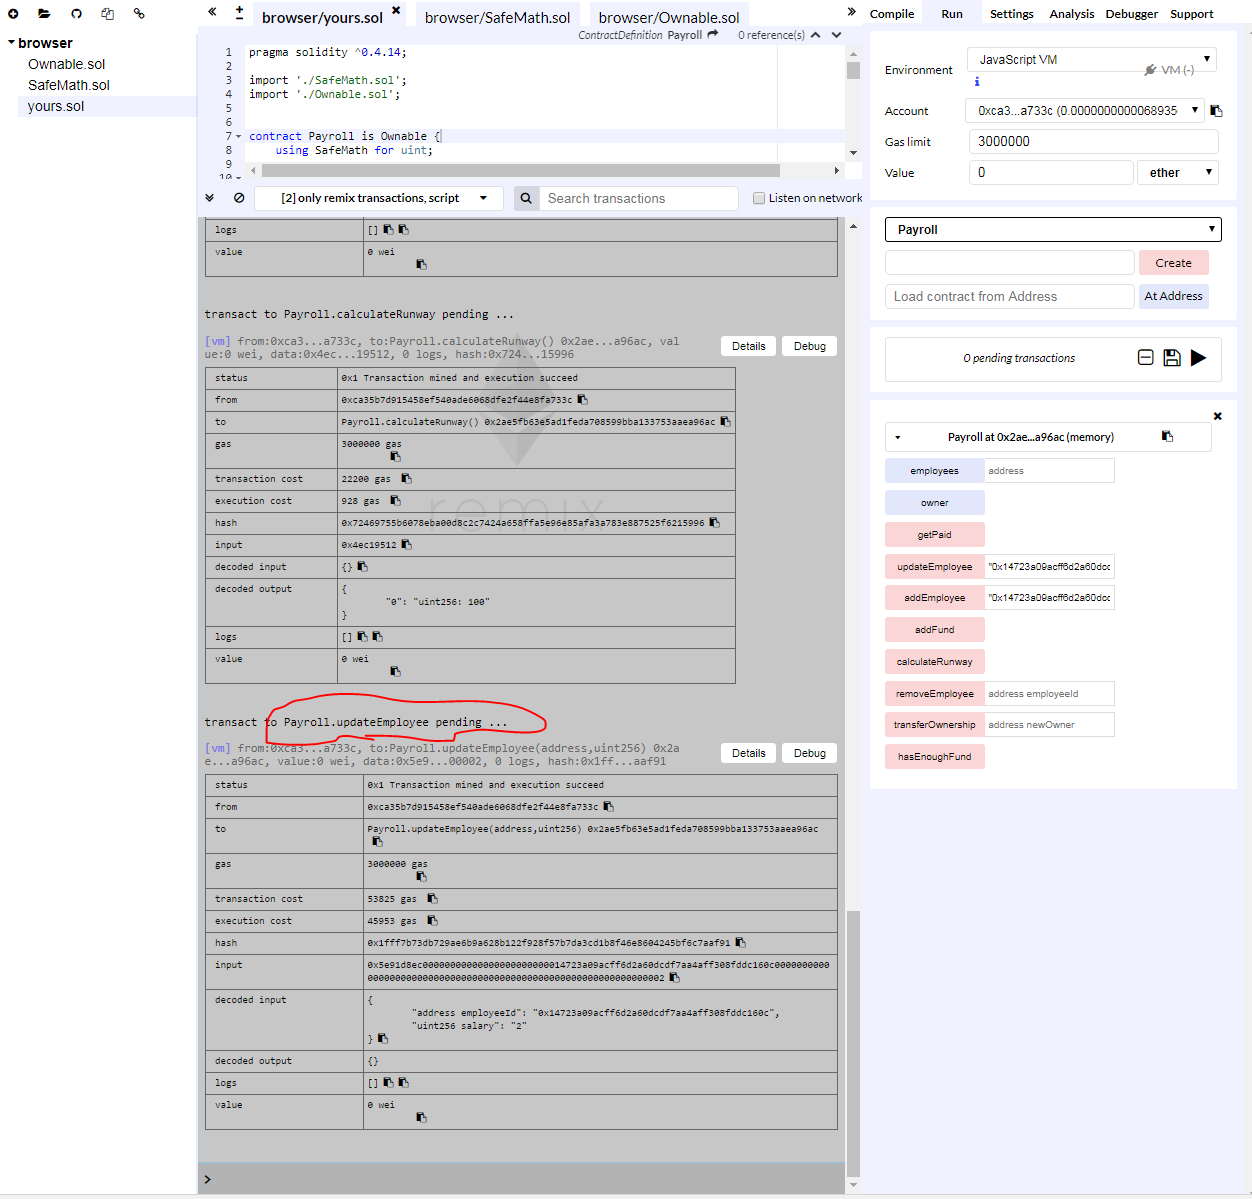 browser
Ownable.sol
SafeMath.sol
yours.sol
browser/yours.sol
browser/SafeMath.sol
browser/Ownable.sol
ContractDefinition Payroll
0 reference(s)
1 pragma solidity ^0.4.14;
2
3 import './SafeMath.sol';
4 import './Ownable.sol';
5
6
7 contract Payroll is Ownable {
8 using SafeMath for uint;
9
10
[2] only remix transactions, script
Search transactions
Listen on network
logs []
value 0 wei
transact to Payroll.calculateRunway pending ...
[vm] from:0xca3...a733c, to:Payroll.calculateRunway() 0x2ae...a96ac, val
ue:0 wei, data:0x4ec...19512, 0 logs, hash:0x724...15996
Details
Debug
status 0x1 Transaction mined and execution succeed
from 0xca35b7d915458ef540ade6068dfe2f44e8fa733c
to Payroll.calculateRunway() 0x2ae5fb63e5ad1feda708599bba133753aaea96ac
gas 3000000 gas
transaction cost 22200 gas
execution cost 928 gas
remix
hash 0x72469755b6078eba00d8c2c7424a658ffa5e96e85afa3a783e887525f6215996
input 0x4ec19512
decoded input {}
decoded output {
"0": "uint256: 100"
}
logs []
value 0 wei
transact to Payroll.updateEmployee pending ...
[vm] from:0xca3...a733c, to:Payroll.updateEmployee(address,uint256) 0x2a
e...a96ac, value:0 wei, data:0x5e9...00002, 0 logs, hash:0x1ff...aaf91
Details
Debug
status 0x1 Transaction mined and execution succeed
from 0xca35b7d915458ef540ade6068dfe2f44e8fa733c
to Payroll.updateEmployee(address,uint256) 0x2ae5fb63e5ad1feda708599bba133753aaea96ac
gas 3000000 gas
transaction cost 53825 gas
execution cost 45953 gas
hash 0x1fff7b73db729ae6b9a628b122f928f57b7da3cd1b8f46e8604245bf6c7aaf91
input 0x5e91d8ec00000000000000000000000014723a09acff6d2a60dcdf7aa4aff308fddc160c00000000000
00000000000000000000000000000000000000000000000000002
decoded input {
"address employeeId": "0x14723a09acff6d2a60dcdf7aa4aff308fddc160c",
"uint256 salary": "2"
}
decoded output {}
logs []
value 0 wei
>
Compile Run Settings Analysis Debugger Support
Environment JavaScript VM
VM (-)
Account 0xca3...a733c (0.0000000000068935
Gas limit 3000000
Value 0 ether
Payroll
Create
Load contract from Address At Address
0 pending transactions
Payroll at 0x2ae...a96ac (memory)
employees address
owner
getPaid
updateEmployee "0x14723a09acff6d2a60dcc
addEmployee "0x14723a09acff6d2a60dcc
addFund
calculateRunway
removeEmployee address employeeId
transferOwnership address newOwner
hasEnoughFund